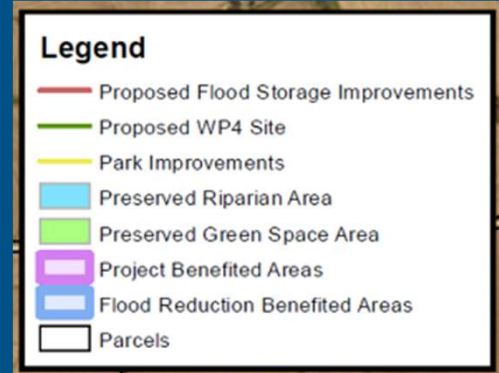 Legend
Proposed Flood Storage Improvements
Proposed WP4 Site
Park Improvements
Preserved Riparian Area
Preserved Green Space Area
Project Benefited Areas
Flood Reduction Benefited Areas
Parcels